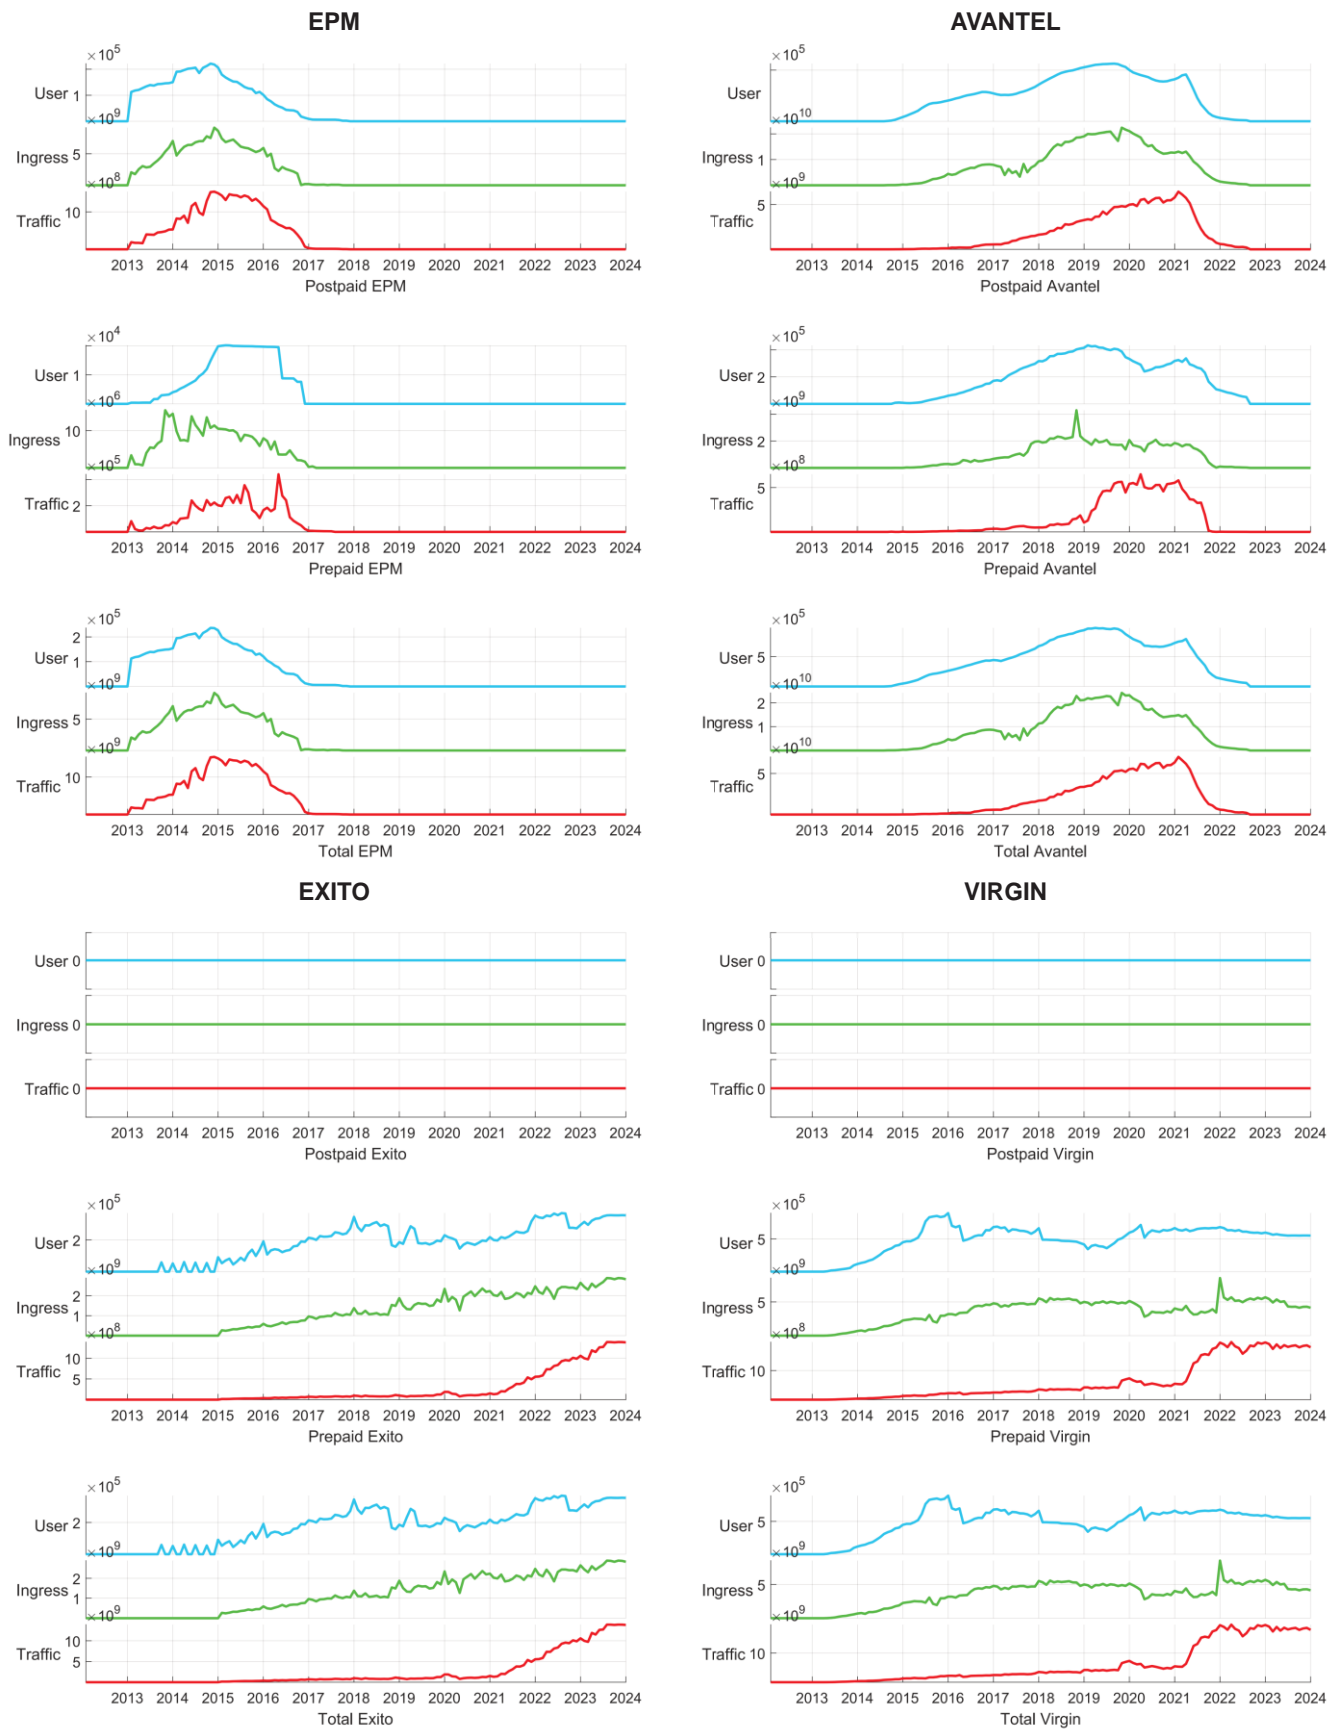 EPM
AVANTEL
×10^5
User 1
×10^9
Ingress 5
×10^8
10
Traffic
2013 2014 2015 2016 2017 2018 2019 2020 2021 2022 2023 2024
Postpaid EPM
×10^5
User
×10^10
Ingress 1
×10^9
5
Traffic
2013 2014 2015 2016 2017 2018 2019 2020 2021 2022 2023 2024
Postpaid Avantel
×10^4
User 1
×10^6
10
Ingress
×10^5
Traffic 2
2013 2014 2015 2016 2017 2018 2019 2020 2021 2022 2023 2024
Prepaid EPM
×10^5
User 2
×10^9
Ingress 2
×10^8
5
Traffic
2013 2014 2015 2016 2017 2018 2019 2020 2021 2022 2023 2024
Prepaid Avantel
×10^5
2
User 1
×10^9
Ingress 5
×10^9
10
Traffic
2013 2014 2015 2016 2017 2018 2019 2020 2021 2022 2023 2024
Total EPM
×10^5
User 5
×10^10
2
Ingress
1
×10^10
5
Traffic
2013 2014 2015 2016 2017 2018 2019 2020 2021 2022 2023 2024
Total Avantel
EXITO
VIRGIN
User 0
Ingress 0
Traffic 0
2013 2014 2015 2016 2017 2018 2019 2020 2021 2022 2023 2024
Postpaid Exito
User 0
Ingress 0
Traffic 0
2013 2014 2015 2016 2017 2018 2019 2020 2021 2022 2023 2024
Postpaid Virgin
×10^5
User 2
×10^9
2
Ingress
1
×10^8
10
Traffic
5
2013 2014 2015 2016 2017 2018 2019 2020 2021 2022 2023 2024
Prepaid Exito
×10^5
User 5
×10^9
Ingress 5
×10^8
Traffic 10
2013 2014 2015 2016 2017 2018 2019 2020 2021 2022 2023 2024
Prepaid Virgin
×10^5
User 2
×10^9
2
Ingress
1
×10^9
10
Traffic
5
2013 2014 2015 2016 2017 2018 2019 2020 2021 2022 2023 2024
Total Exito
×10^5
User 5
×10^9
Ingress 5
×10^9
Traffic 10
2013 2014 2015 2016 2017 2018 2019 2020 2021 2022 2023 2024
Total Virgin